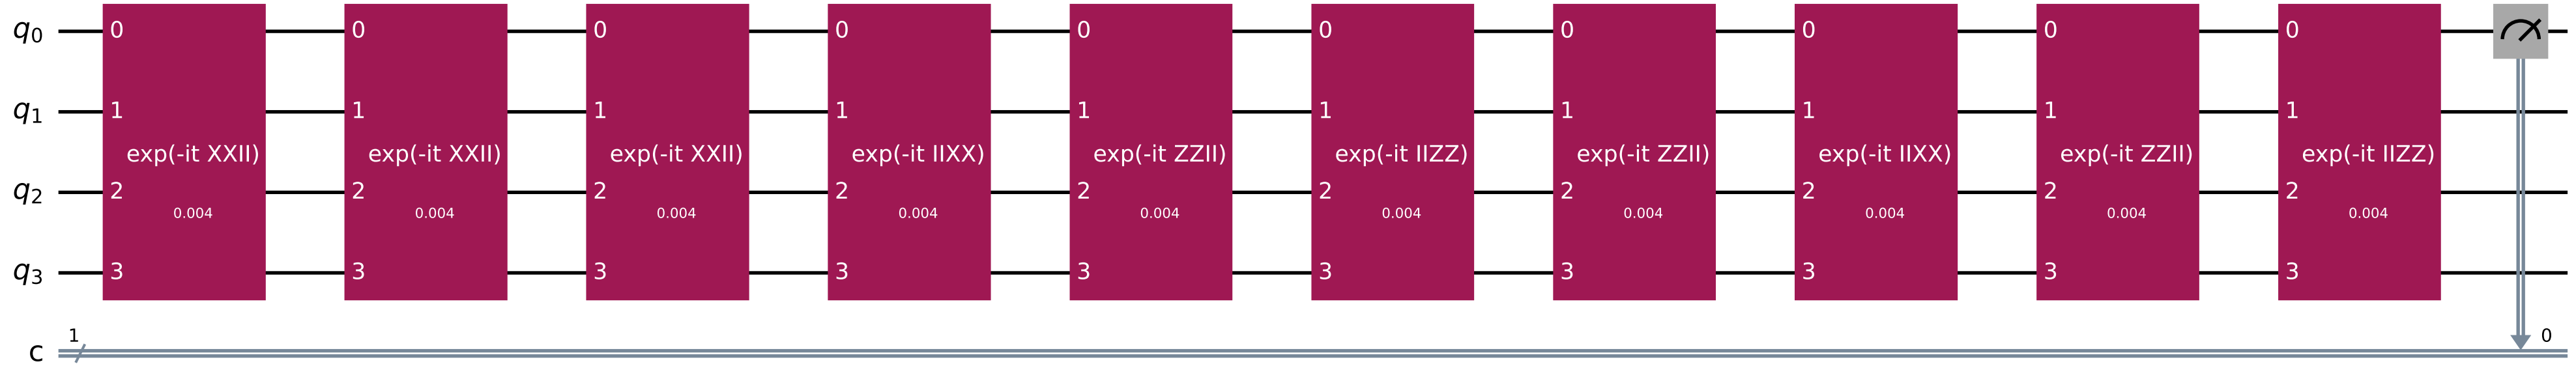 q0 0 0 0 0 0 0 0 0 0 0
q1 1 1 1 1 1 1 1 1 1 1
exp(-it XXII) exp(-it XXII) exp(-it XXII) exp(-it IIXX) exp(-it ZZII) exp(-it IIZZ) exp(-it ZZII) exp(-it IIXX) exp(-it ZZII) exp(-it IIZZ)
q2 2 2 2 2 2 2 2 2 2 2
0.004 0.004 0.004 0.004 0.004 0.004 0.004 0.004 0.004 0.004
q3 3 3 3 3 3 3 3 3 3 3
1 0
c